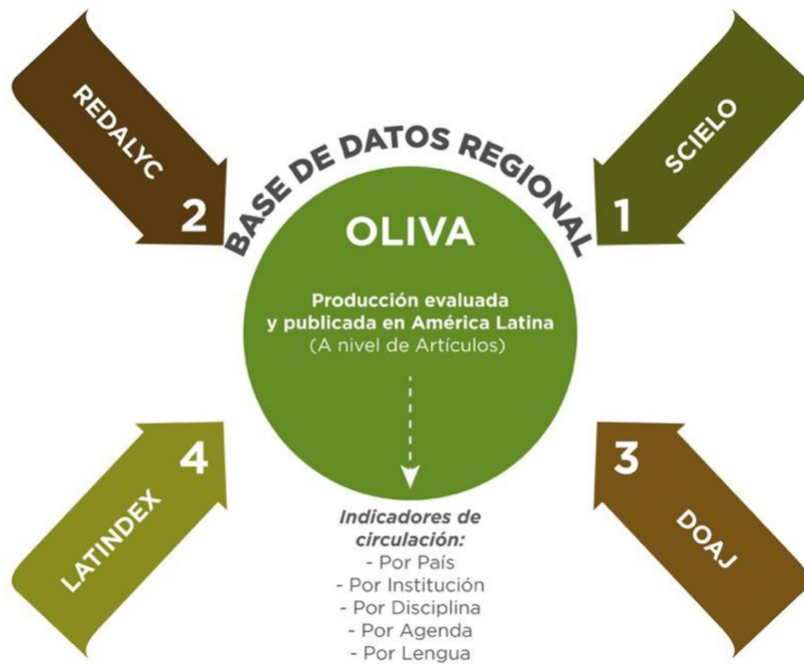 REDALYC
2
SCIELO
1
BASE DE DATOS REGIONAL
OLIVA
Producción evaluada
y publicada en América Latina
(A nivel de Artículos)
LATINDEX
4
3
DOAJ
Indicadores de
circulación:
- Por País
- Por Institución
- Por Disciplina
- Por Agenda
- Por Lengua